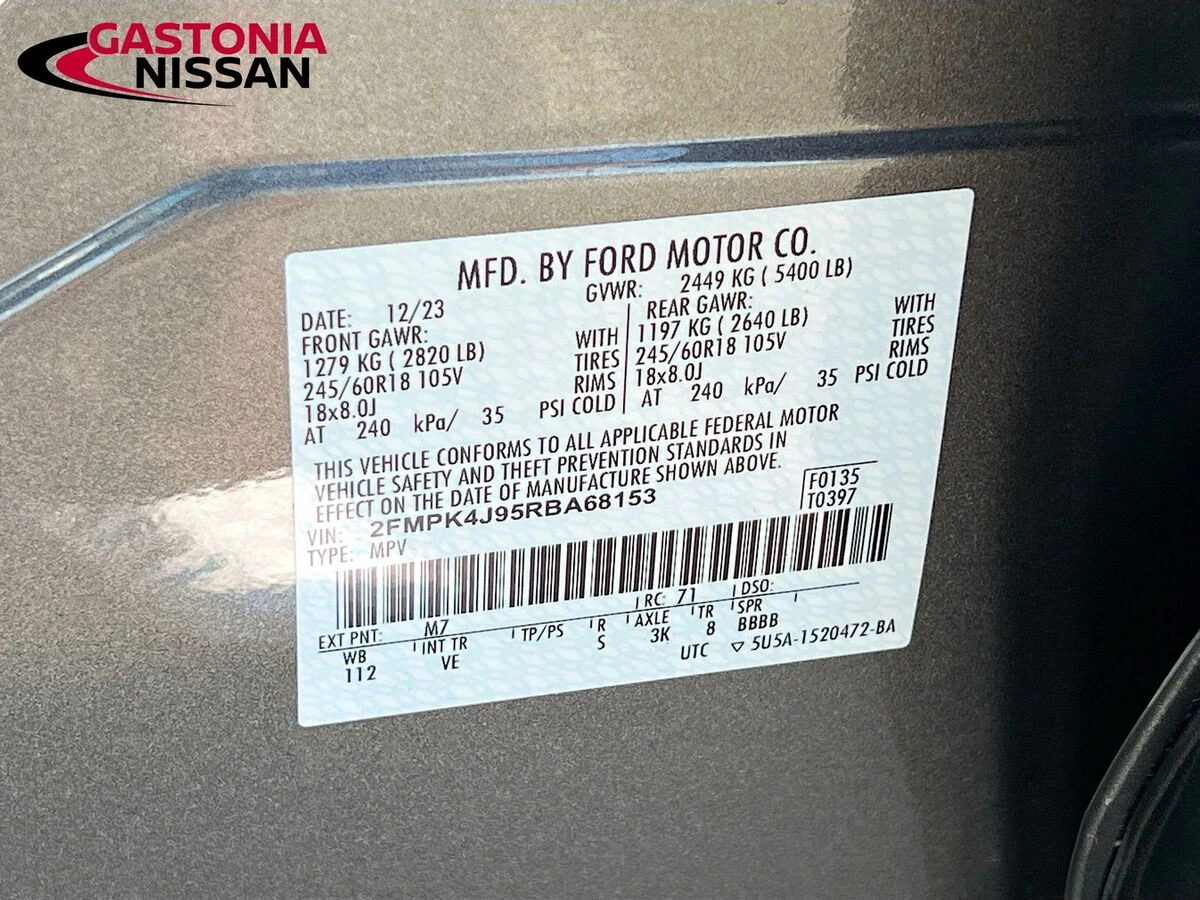 GASTONIA
NISSAN
MFD. BY FORD MOTOR CO.
DATE: 12/23 GVWR: 2449 KG ( 5400 LB)
FRONT GAWR: REAR GAWR:
1279 KG ( 2820 LB) WITH 1197 KG ( 2640 LB) WITH
245/60R18 105V TIRES 245/60R18 105V TIRES
18x8.0J RIMS 18x8.0J RIMS
AT 240 kPa/ 35 PSI COLD AT 240 kPa/ 35 PSI COLD
THIS VEHICLE CONFORMS TO ALL APPLICABLE FEDERAL MOTOR
VEHICLE SAFETY AND THEFT PREVENTION STANDARDS IN
EFFECT ON THE DATE OF MANUFACTURE SHOWN ABOVE.
VIN: 2FMPK4J95RBA68153 F0135
TYPE: MPV T0397
EXT PNT: M7 RC: 71 DSO:
WB INT TR TP/PS R AXLE TR SPR
112 VE S 3K 8 BBBB
UTC ▽ 5U5A-1520472-BA